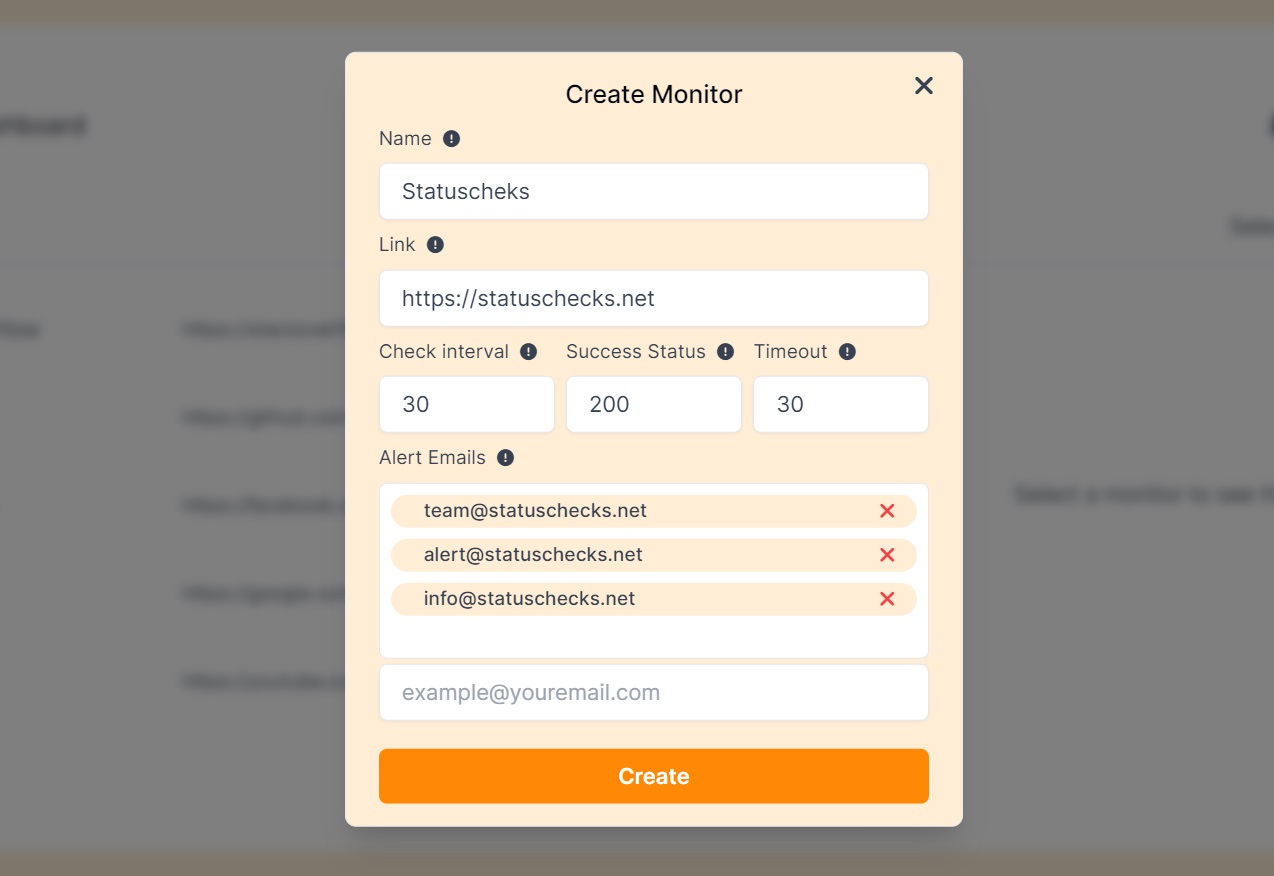 Create Monitor
Name
Statuscheks
Link
https://statuschecks.net
Check interval Success Status Timeout
30 200 30
Alert Emails
team@statuschecks.net
alert@statuschecks.net
info@statuschecks.net
example@youremail.com
Create